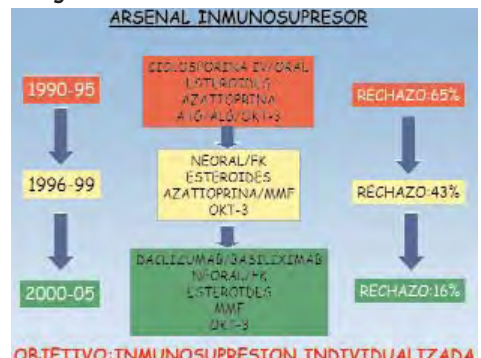 ARSENAL INMUNOSUPRESOR
1990-95
CICLOSPORINA IV/ORAL
ESTEROIDES
AZATIOPRINA
ATG/ALG/OKT-3
RECHAZO:65%
1996-99
NEORAL/FK
ESTEROIDES
AZATIOPRINA/MMF
OKT-3
RECHAZO:43%
2000-05
DACLIZUMAB/BASILIXIMAB
NEORAL/FK
ESTEROIDES
MMF
OKT-3
RECHAZO:16%
OBJETIVO:INMUNOSUPRESION INDIVIDUALIZADA